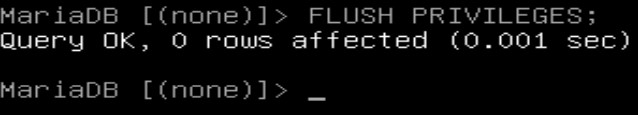 MariaDB [(none)]> FLUSH PRIVILEGES;
Query OK, 0 rows affected (0.001 sec)
MariaDB [(none)]> _